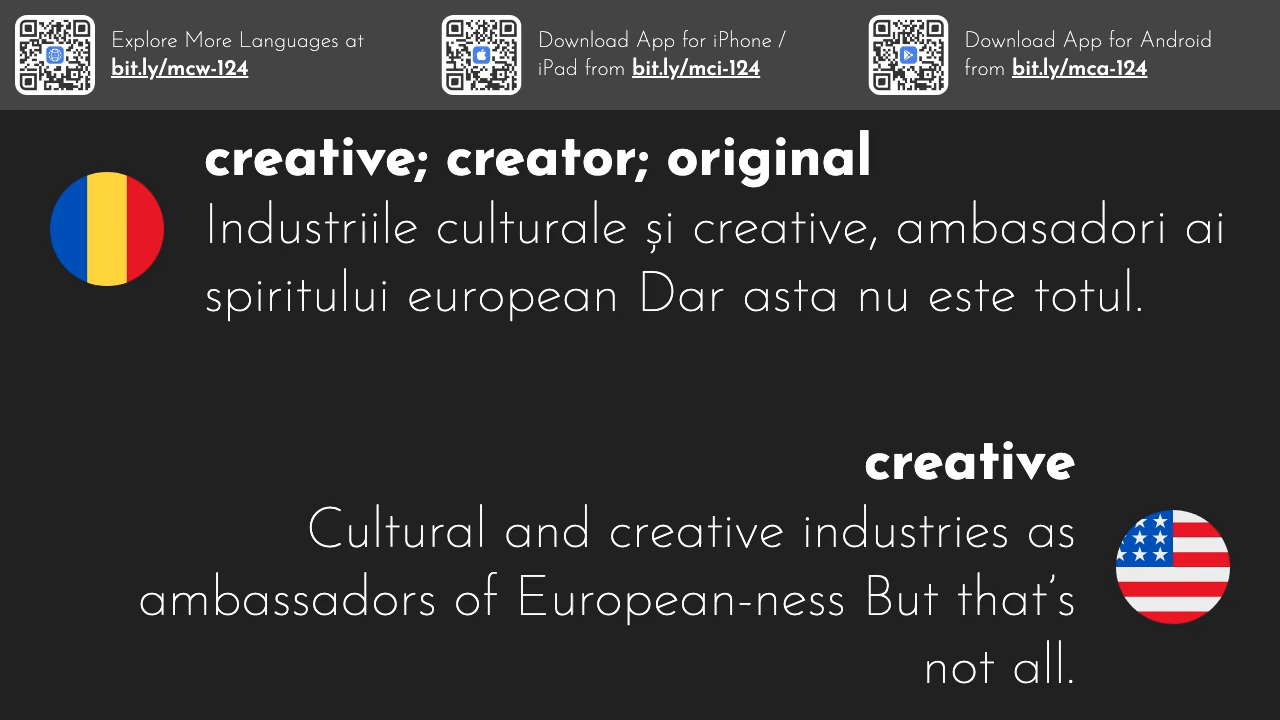 Explore More Languages at
bit.ly/mcw-124
Download App for iPhone /
iPad from bit.ly/mci-124
Download App for Android
from bit.ly/mca-124
creative; creator; original
Industriile culturale și creative, ambasadori ai
spiritului european Dar asta nu este totul.
creative
Cultural and creative industries as
ambassadors of European-ness But that's
not all.